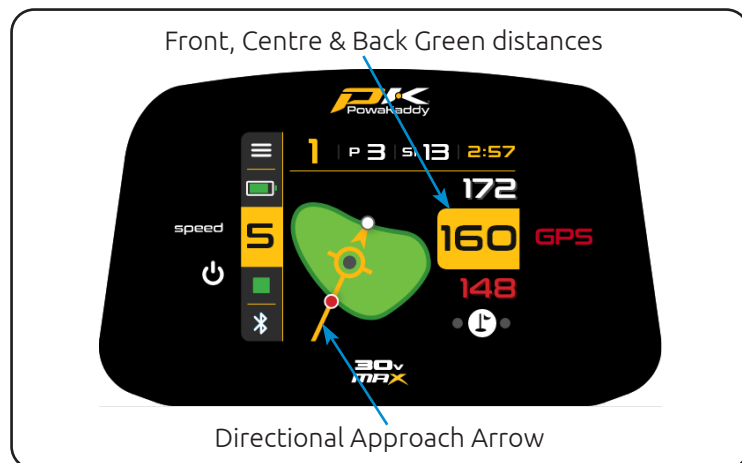 Front, Centre & Back Green distances
PK
PowaKaddy
1 P 3 SI 13 2:57
172
speed 5 160 GPS
148
30v
MAX
Directional Approach Arrow